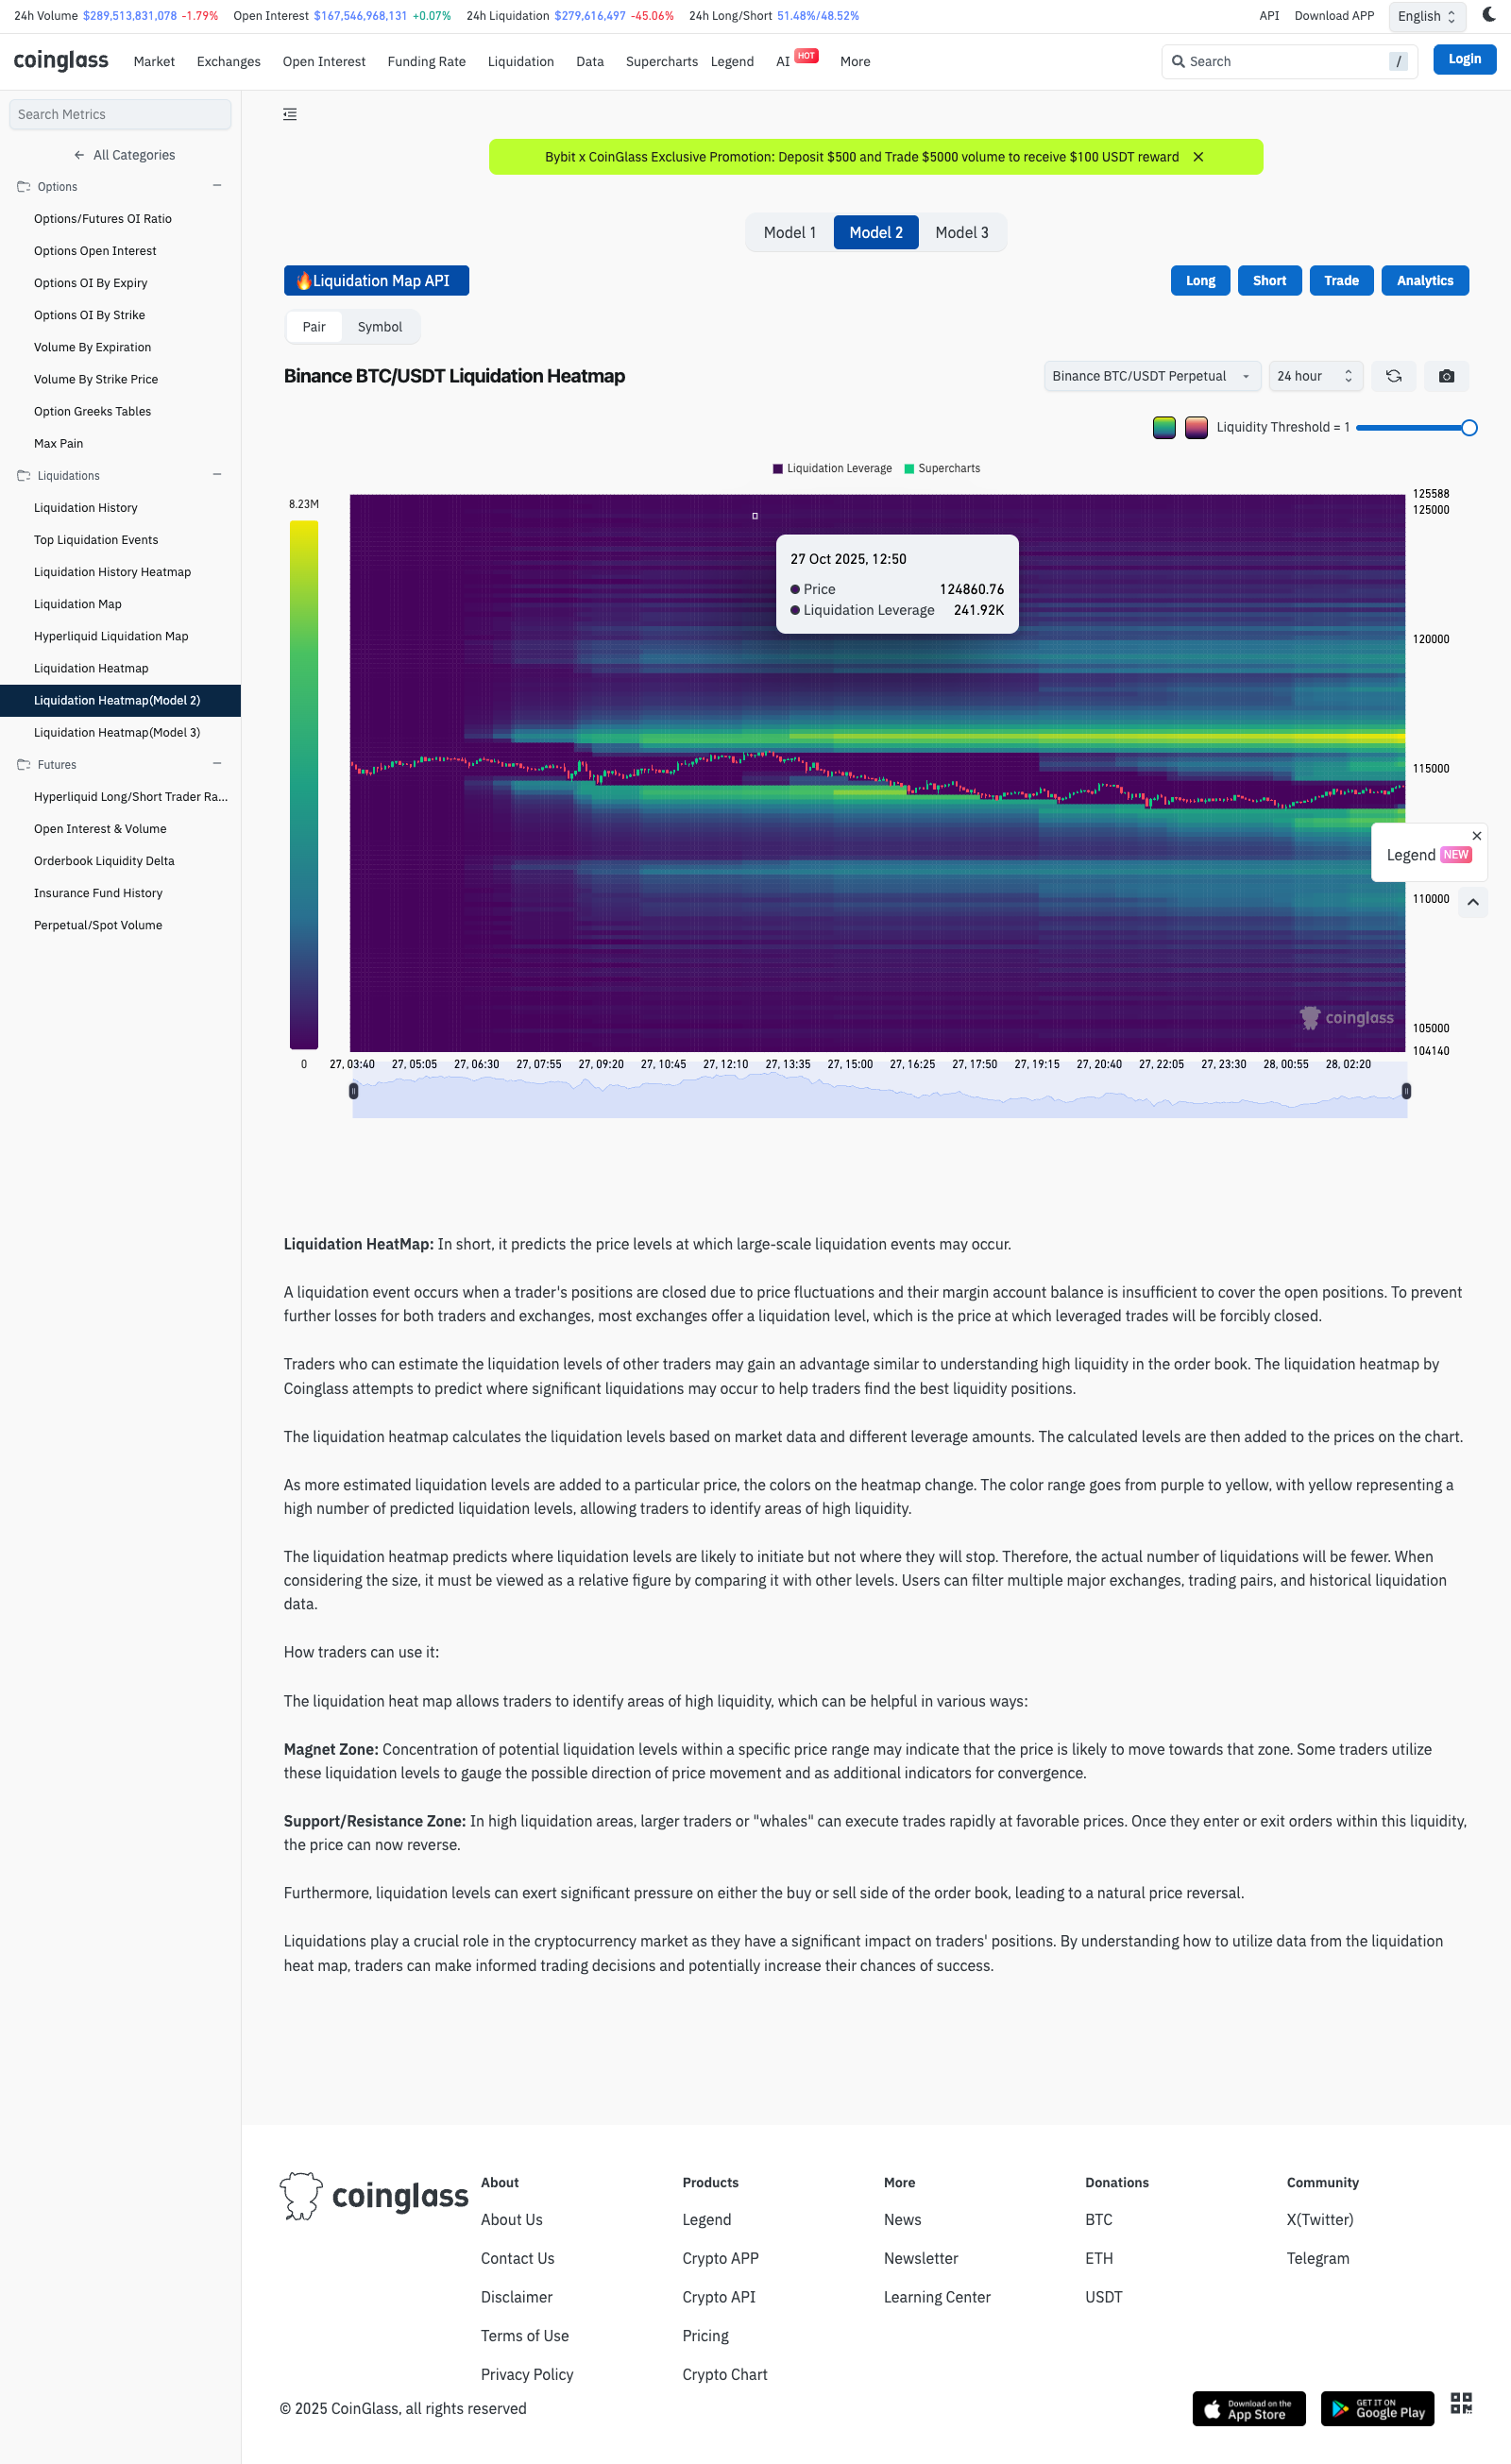 24h Volume $289,513,831,078 -1.79% Open Interest $167,546,968,131 +0.07% 24h Liquidation $279,616,497 -45.06% 24h Long/Short 51.48%/48.52% API Download APP English
coinglass Market Exchanges Open Interest Funding Rate Liquidation Data Supercharts Legend AI HOT More Search / Login
Search Metrics
All Categories
Options
Options/Futures OI Ratio
Options Open Interest
Options OI By Expiry
Options OI By Strike
Volume By Expiration
Volume By Strike Price
Option Greeks Tables
Max Pain
Liquidations
Liquidation History
Top Liquidation Events
Liquidation History Heatmap
Liquidation Map
Hyperliquid Liquidation Map
Liquidation Heatmap
Liquidation Heatmap(Model 2)
Liquidation Heatmap(Model 3)
Futures
Hyperliquid Long/Short Trader Ra...
Open Interest & Volume
Orderbook Liquidity Delta
Insurance Fund History
Perpetual/Spot Volume
Bybit x CoinGlass Exclusive Promotion: Deposit $500 and Trade $5000 volume to receive $100 USDT reward
Model 1 Model 2 Model 3
🔥Liquidation Map API Long Short Trade Analytics
Pair Symbol
Binance BTC/USDT Liquidation Heatmap Binance BTC/USDT Perpetual 24 hour
Liquidity Threshold = 1
Liquidation Leverage Supercharts
8.23M
0
27 Oct 2025, 12:50
Price 124860.76
Liquidation Leverage 241.92K
125588
125000
120000
115000
110000
105000
104140
Legend NEW
coinglass
27, 03:40 27, 05:05 27, 06:30 27, 07:55 27, 09:20 27, 10:45 27, 12:10 27, 13:35 27, 15:00 27, 16:25 27, 17:50 27, 19:15 27, 20:40 27, 22:05 27, 23:30 28, 00:55 28, 02:20
Liquidation HeatMap: In short, it predicts the price levels at which large-scale liquidation events may occur.
A liquidation event occurs when a trader's positions are closed due to price fluctuations and their margin account balance is insufficient to cover the open positions. To prevent
further losses for both traders and exchanges, most exchanges offer a liquidation level, which is the price at which leveraged trades will be forcibly closed.
Traders who can estimate the liquidation levels of other traders may gain an advantage similar to understanding high liquidity in the order book. The liquidation heatmap by
Coinglass attempts to predict where significant liquidations may occur to help traders find the best liquidity positions.
The liquidation heatmap calculates the liquidation levels based on market data and different leverage amounts. The calculated levels are then added to the prices on the chart.
As more estimated liquidation levels are added to a particular price, the colors on the heatmap change. The color range goes from purple to yellow, with yellow representing a
high number of predicted liquidation levels, allowing traders to identify areas of high liquidity.
The liquidation heatmap predicts where liquidation levels are likely to initiate but not where they will stop. Therefore, the actual number of liquidations will be fewer. When
considering the size, it must be viewed as a relative figure by comparing it with other levels. Users can filter multiple major exchanges, trading pairs, and historical liquidation
data.
How traders can use it:
The liquidation heat map allows traders to identify areas of high liquidity, which can be helpful in various ways:
Magnet Zone: Concentration of potential liquidation levels within a specific price range may indicate that the price is likely to move towards that zone. Some traders utilize
these liquidation levels to gauge the possible direction of price movement and as additional indicators for convergence.
Support/Resistance Zone: In high liquidation areas, larger traders or "whales" can execute trades rapidly at favorable prices. Once they enter or exit orders within this liquidity,
the price can now reverse.
Furthermore, liquidation levels can exert significant pressure on either the buy or sell side of the order book, leading to a natural price reversal.
Liquidations play a crucial role in the cryptocurrency market as they have a significant impact on traders' positions. By understanding how to utilize data from the liquidation
heat map, traders can make informed trading decisions and potentially increase their chances of success.
coinglass
About
About Us
Contact Us
Disclaimer
Terms of Use
Privacy Policy
Products
Legend
Crypto APP
Crypto API
Pricing
Crypto Chart
More
News
Newsletter
Learning Center
Donations
BTC
ETH
USDT
Community
X(Twitter)
Telegram
© 2025 CoinGlass, all rights reserved
Download on the
App Store
GET IT ON
Google Play